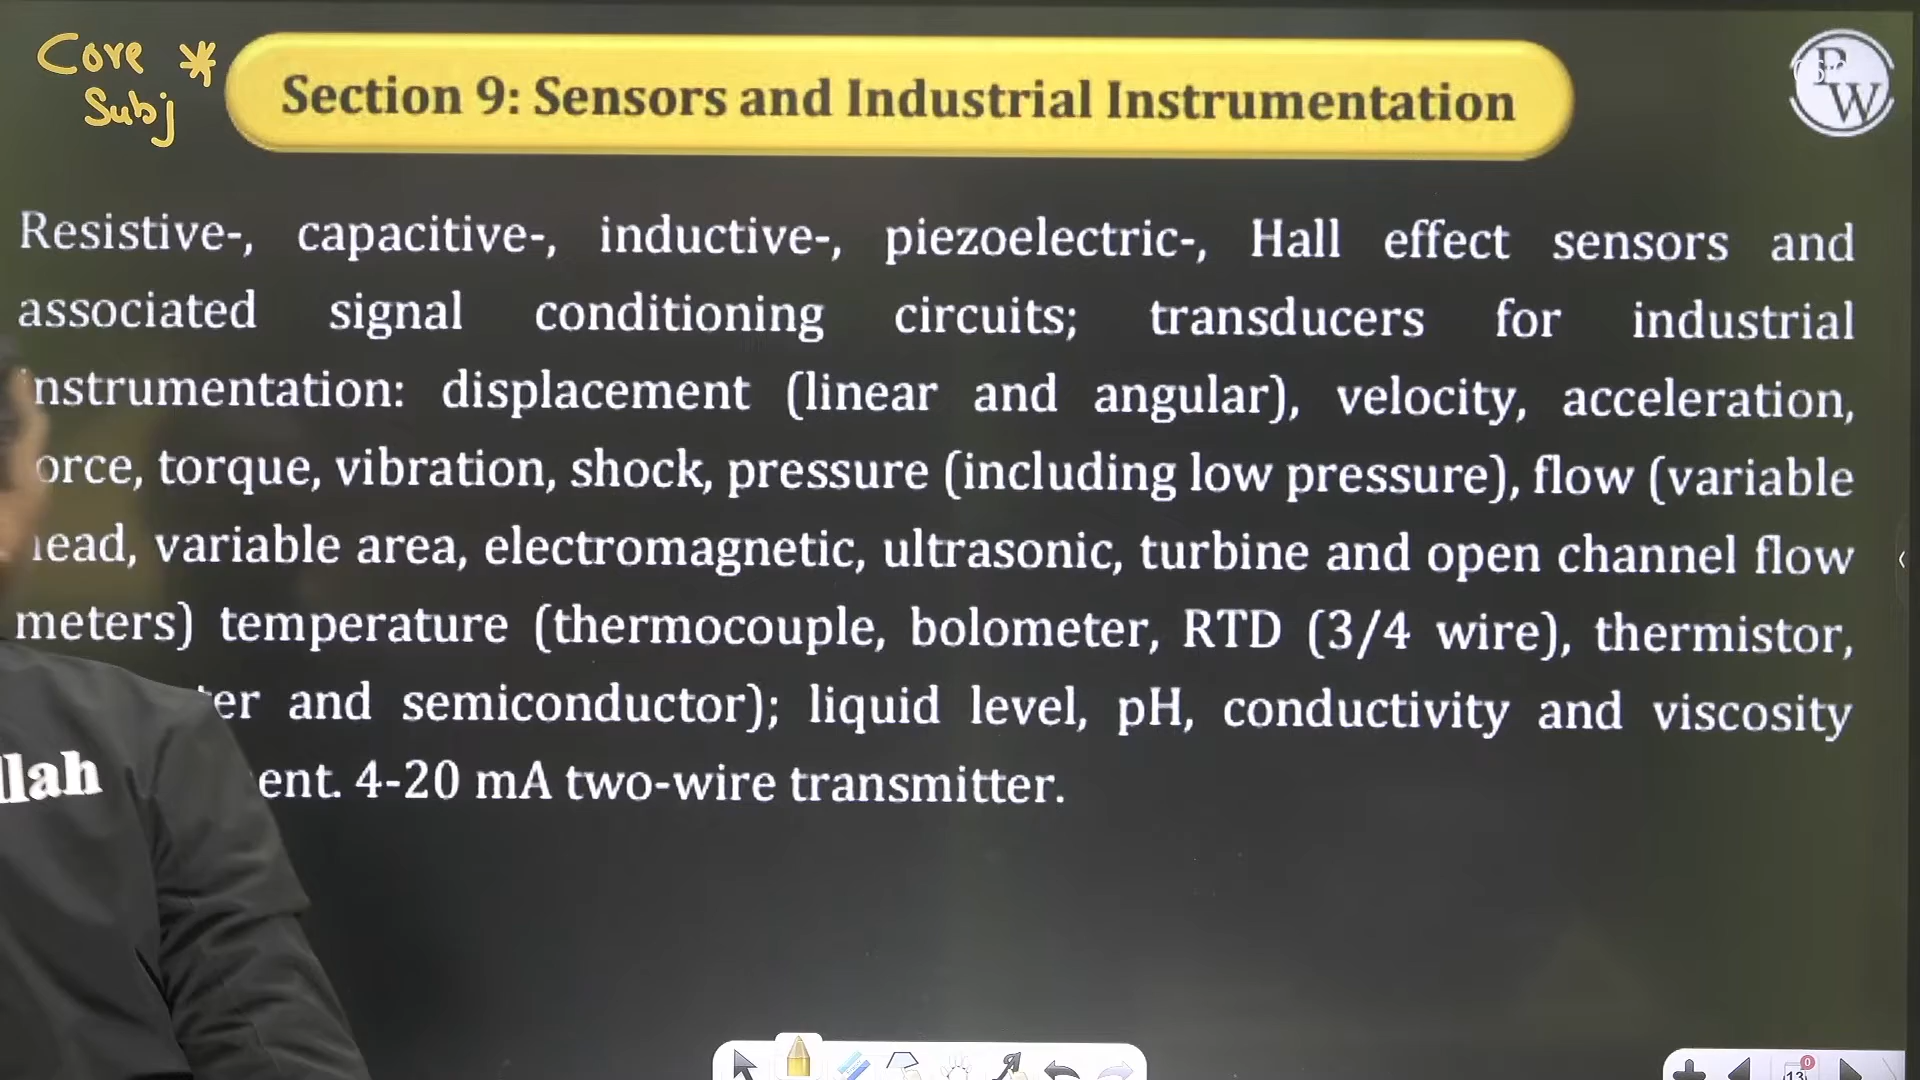 Core *
Subj
Section 9: Sensors and Industrial Instrumentation
PW
Resistive-, capacitive-, inductive-, piezoelectric-, Hall effect sensors and
associated signal conditioning circuits; transducers for industrial
nstrumentation: displacement (linear and angular), velocity, acceleration,
orce, torque, vibration, shock, pressure (including low pressure), flow (variable
ead, variable area, electromagnetic, ultrasonic, turbine and open channel flow
meters) temperature (thermocouple, bolometer, RTD (3/4 wire), thermistor,
er and semiconductor); liquid level, pH, conductivity and viscosity
ent. 4-20 mA two-wire transmitter.
llah
13
0